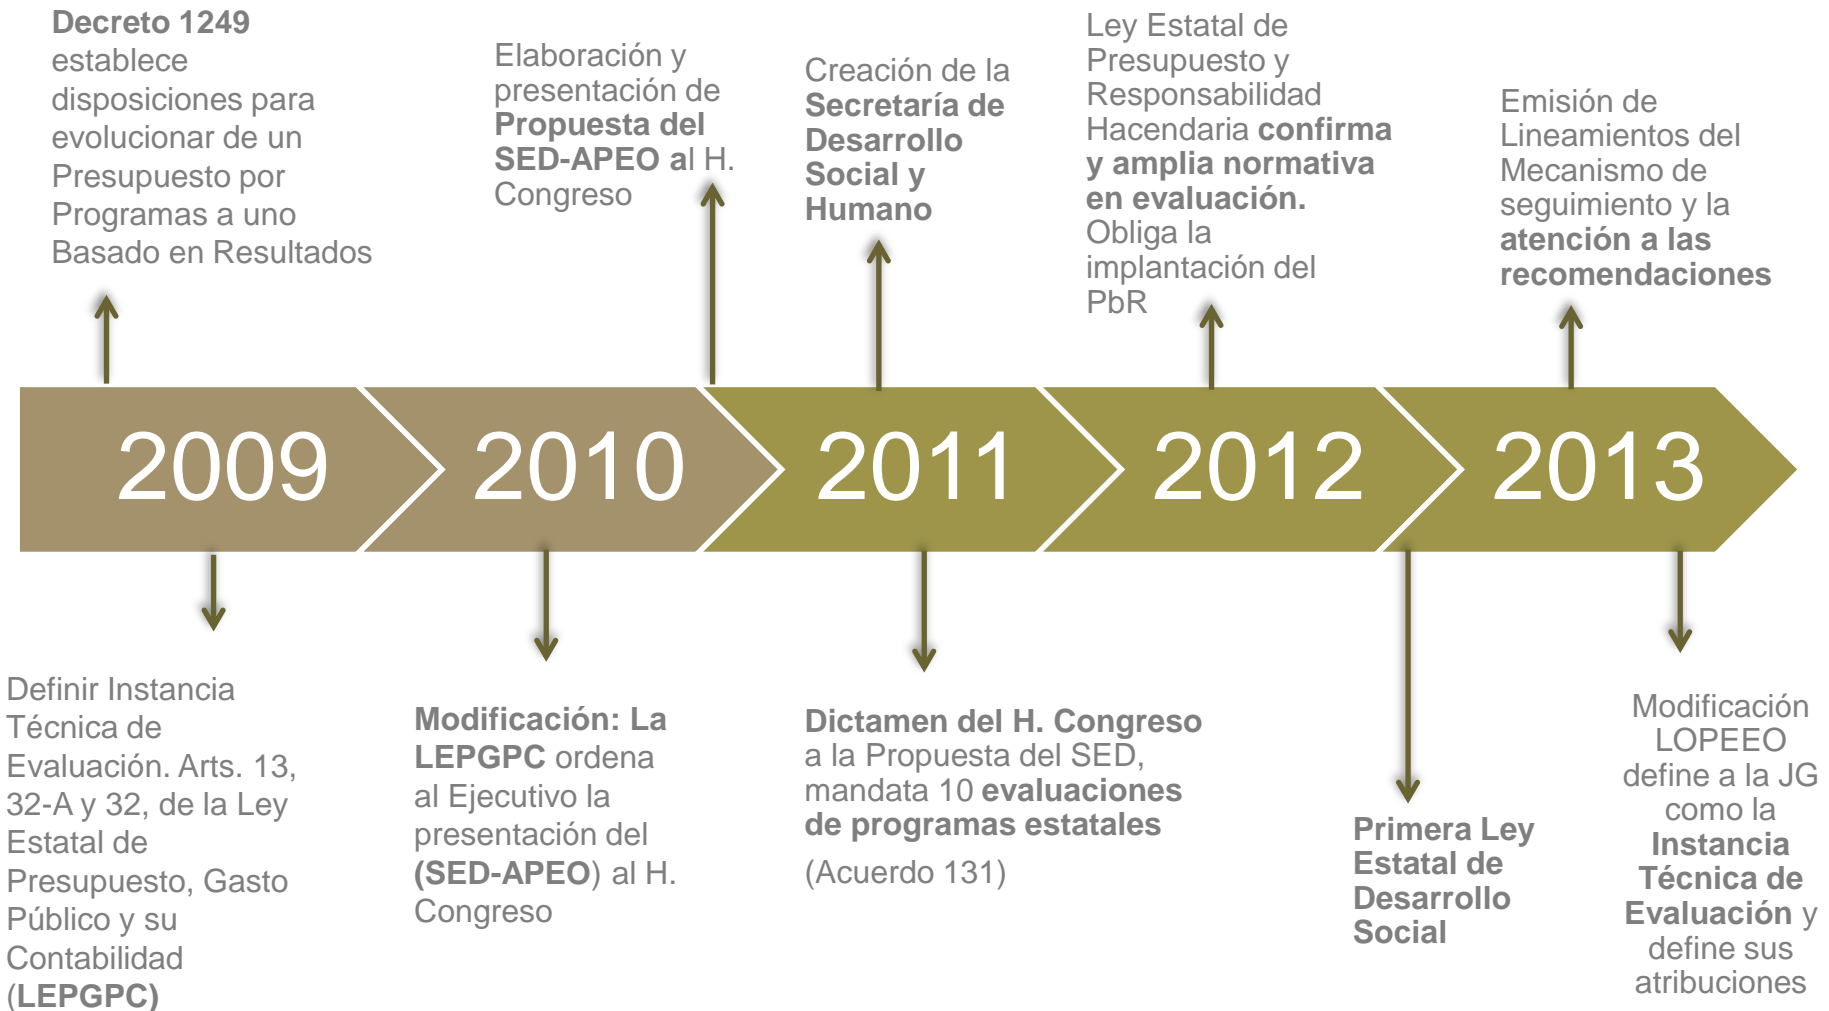 Decreto 1249
establece
disposiciones para
evolucionar de un
Presupuesto por
Programas a uno
Basado en Resultados
Elaboración y
presentación de
Propuesta del
SED-APEO al H.
Congreso
Creación de la
Secretaría de
Desarrollo
Social y
Humano
Ley Estatal de
Presupuesto y
Responsabilidad
Hacendaria confirma
y amplia normativa
en evaluación.
Obliga la
implantación del
PbR
Emisión de
Lineamientos del
Mecanismo de
seguimiento y la
atención a las
recomendaciones
2009
2010
2011
2012
2013
Definir Instancia
Técnica de
Evaluación. Arts. 13,
32-A y 32, de la Ley
Estatal de
Presupuesto, Gasto
Público y su
Contabilidad
(LEPGPC)
Modificación: La
LEPGPC ordena
al Ejecutivo la
presentación del
(SED-APEO) al H.
Congreso
Dictamen del H. Congreso
a la Propuesta del SED,
mandata 10 evaluaciones
de programas estatales
(Acuerdo 131)
Primera Ley
Estatal de
Desarrollo
Social
Modificación
LOPEEO
define a la JG
como la
Instancia
Técnica de
Evaluación y
define sus
atribuciones